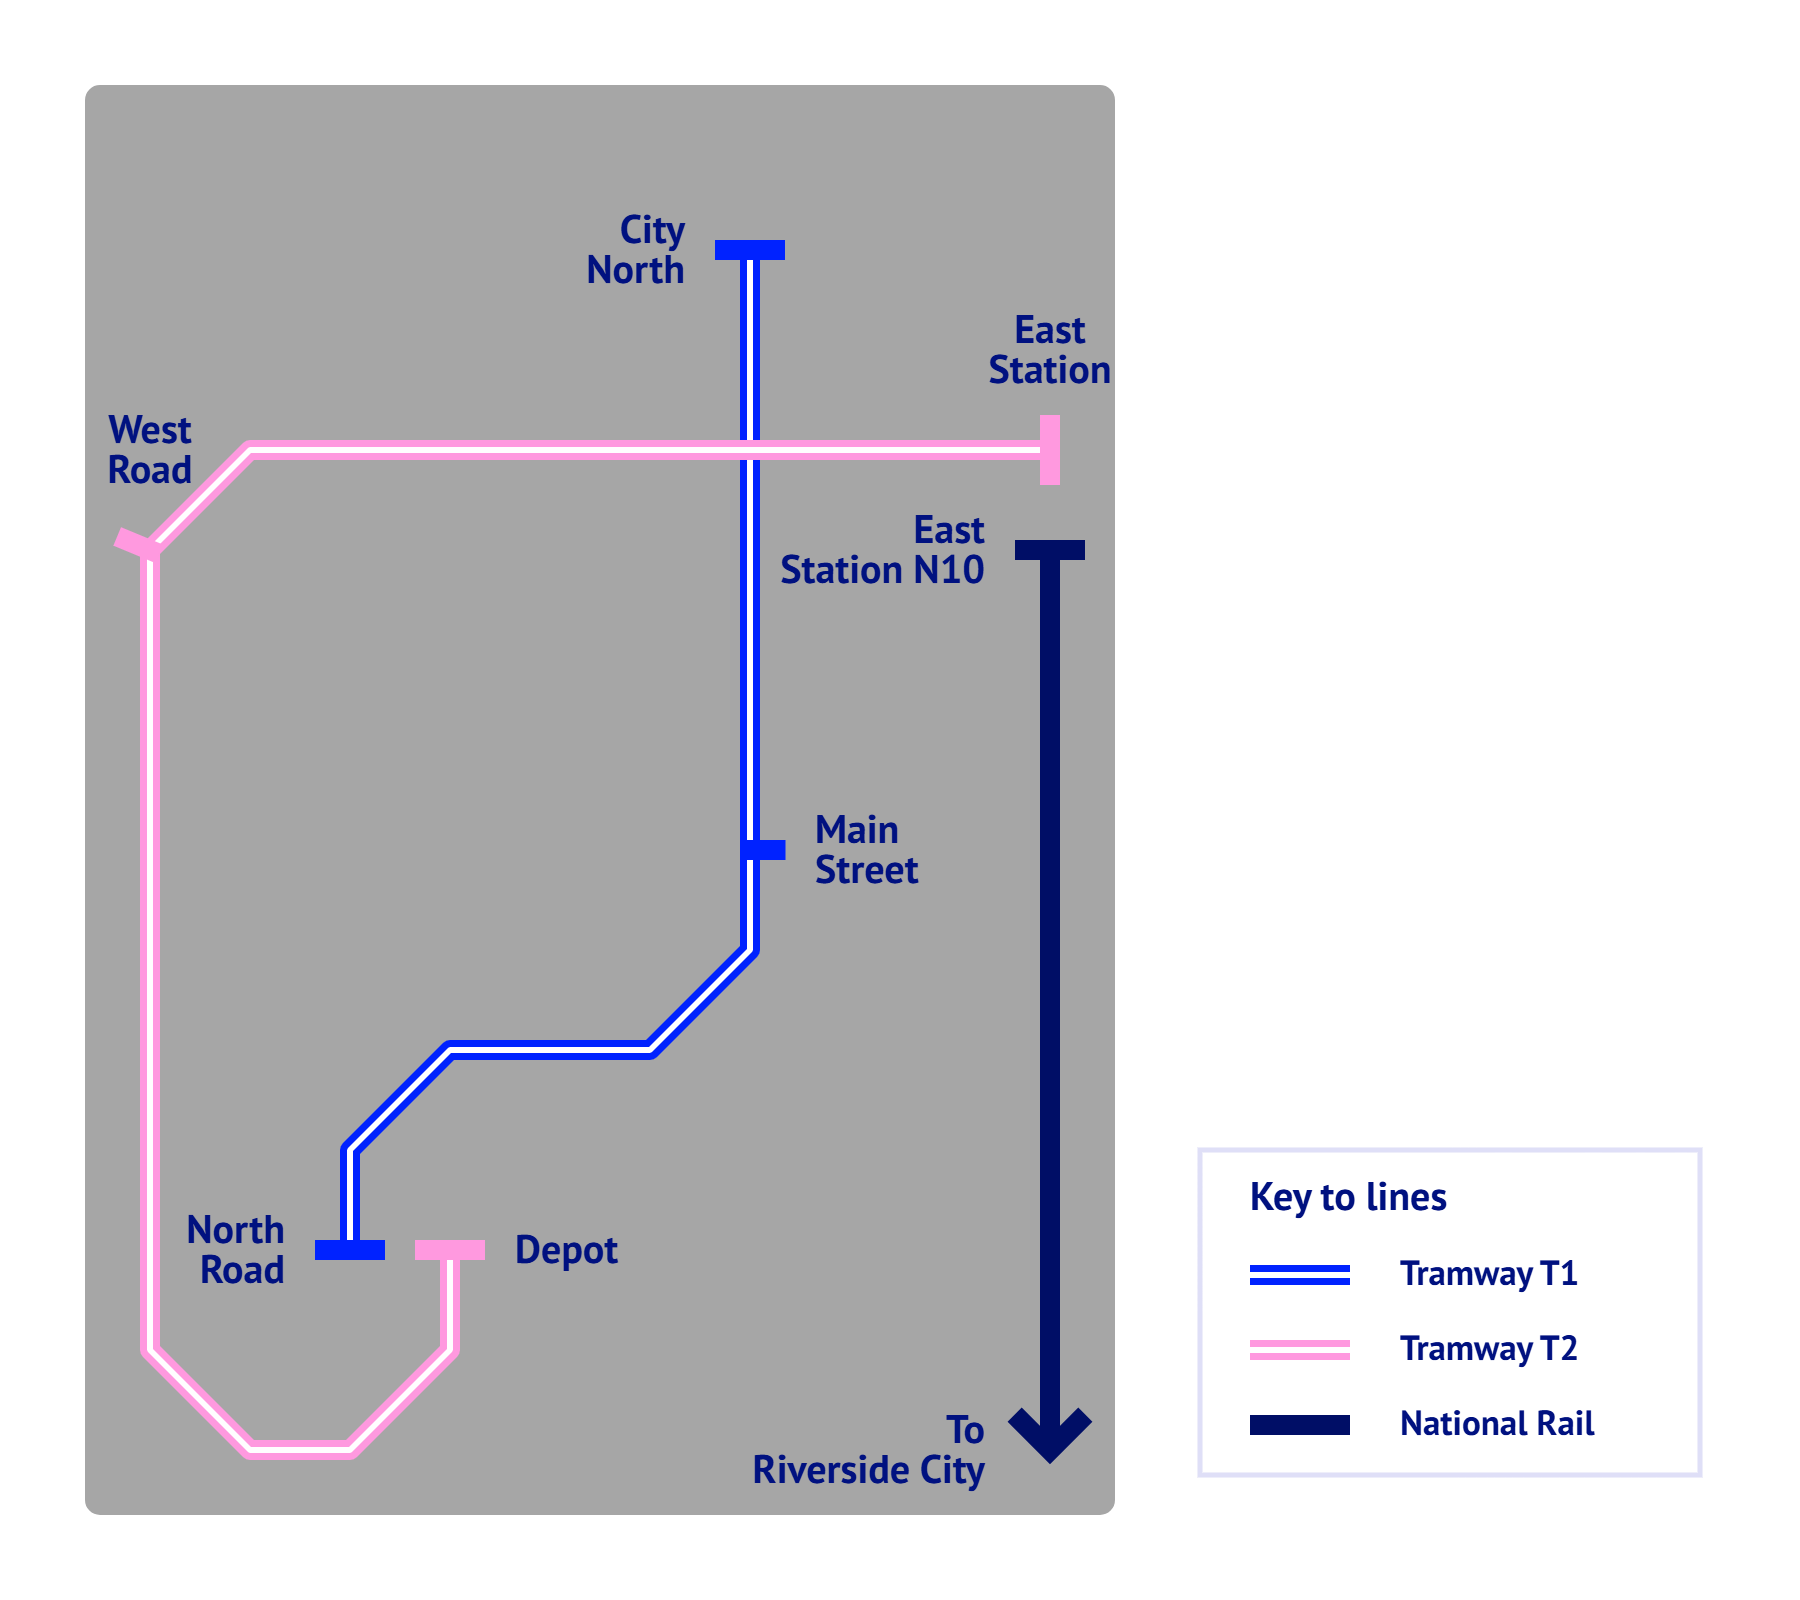 City
North
East
Station
West
Road
East
Station N10
Main
Street
North
Road
Depot
To
Riverside City
Key to lines
Tramway T1
Tramway T2
National Rail